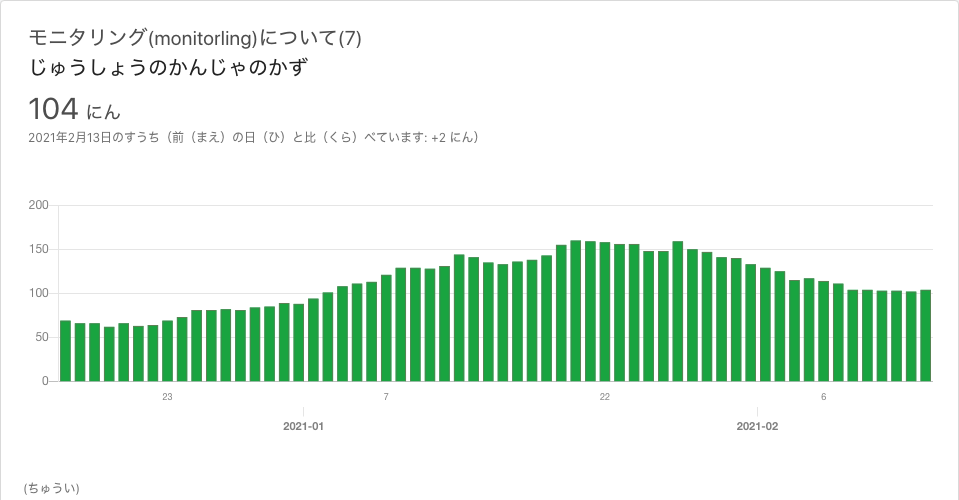 モニタリング(monitorling)について(7)
じゅうしょうのかんじゃのかず
104 にん
2021年2月13日のすうち（前（まえ）の日（ひ）と比（くら）べています: +2 にん）
200
150
100
50
0
23 7 22 6
2021-01 2021-02
(ちゅうい)